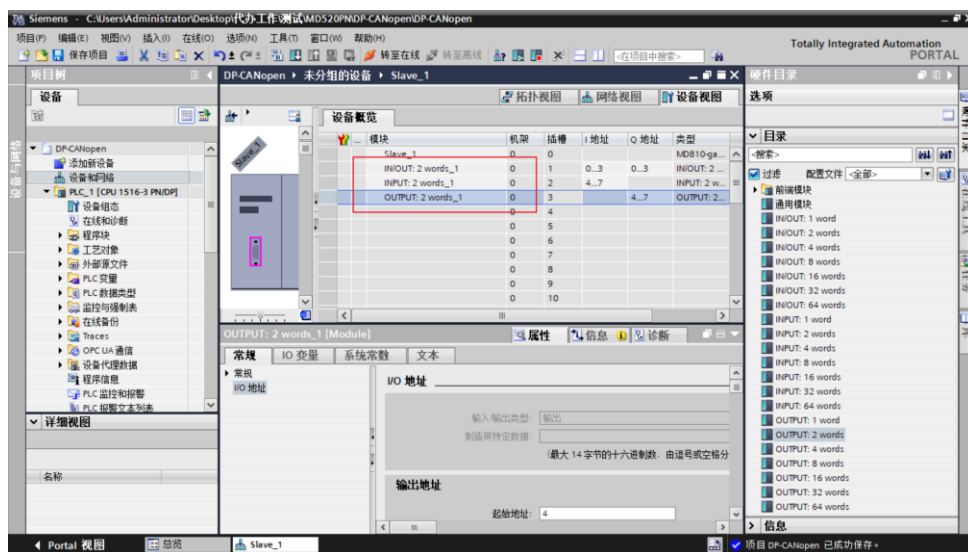 Siemens - C:\Users\Administrator\Desktop\代办工作\测试\MD520PN\DP-CANopen\DP-CANopen
项目(P) 编辑(E) 视图(V) 插入(I) 在线(O) 选项(N) 工具(T) 窗口(W) 帮助(H)
Totally Integrated Automation
PORTAL
保存项目
转至在线
转至离线
<在项目中搜索>
项目树
设备
设备与网络
DP-CANopen
添加新设备
设备和网络
PLC_1 [CPU 1516-3 PN/DP]
设备组态
在线和诊断
程序块
工艺对象
外部源文件
PLC 变量
PLC 数据类型
监控与强制表
在线备份
Traces
OPC UA 通信
设备代理数据
程序信息
PLC 监控和报警
PLC 报警文本列表
详细视图
名称
DP-CANopen ▸ 未分组的设备 ▸ Slave_1
拓扑视图 网络视图 设备视图
Slave_1
设备概览
... 模块 机架 插槽 I 地址 Q 地址 类型
Slave_1 0 0 MD810-ga...
IN/OUT: 2 words_1 0 1 0...3 0...3 IN/OUT: 2 ...
INPUT: 2 words_1 0 2 4...7 INPUT: 2 w...
OUTPUT: 2 words_1 0 3 4...7 OUTPUT: 2...
0 4
0 5
0 6
0 7
0 8
0 9
0 10
OUTPUT: 2 words_1 [Module]
属性 信息 诊断
常规 IO 变量 系统常数 文本
常规
I/O 地址
I/O 地址
输入/输出类型: 输出
制造商特定数据:
（最大 14 字节的十六进制数，由逗号或空格分
输出地址
起始地址: 4
硬件目录
选项
目录
<搜索>
过滤 配置文件 <全部>
前端模块
通用模块
IN/OUT: 1 word
IN/OUT: 2 words
IN/OUT: 4 words
IN/OUT: 8 words
IN/OUT: 16 words
IN/OUT: 32 words
IN/OUT: 64 words
INPUT: 1 word
INPUT: 2 words
INPUT: 4 words
INPUT: 8 words
INPUT: 16 words
INPUT: 32 words
INPUT: 64 words
OUTPUT: 1 word
OUTPUT: 2 words
OUTPUT: 4 words
OUTPUT: 8 words
OUTPUT: 16 words
OUTPUT: 32 words
OUTPUT: 64 words
信息
Portal 视图
总览
Slave_1
项目 DP-CANopen 已成功保存。